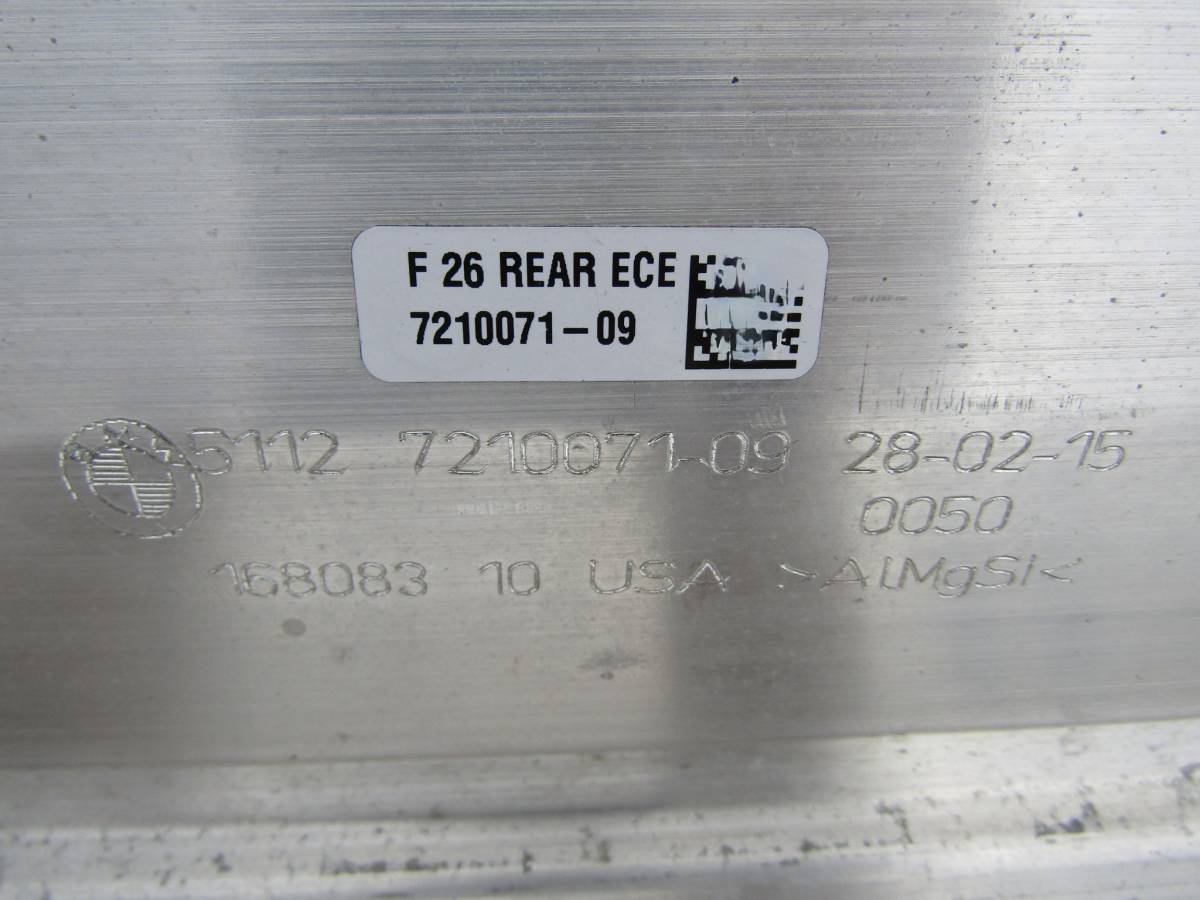 F 26 REAR ECE
7210071-09
5112 7210071-09 28-02-15
0050
168083 10 USA >AlMgSi<